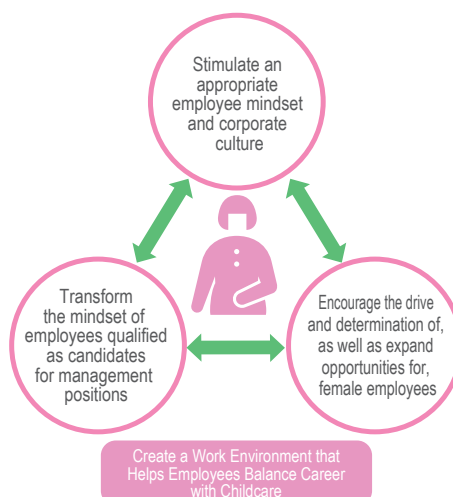 Stimulate an
appropriate
employee mindset
and corporate
culture
Transform
the mindset of
employees qualified
as candidates
for management
positions
Encourage the drive
and determination of,
as well as expand
opportunities for,
female employees
Create a Work Environment that
Helps Employees Balance Career
with Childcare